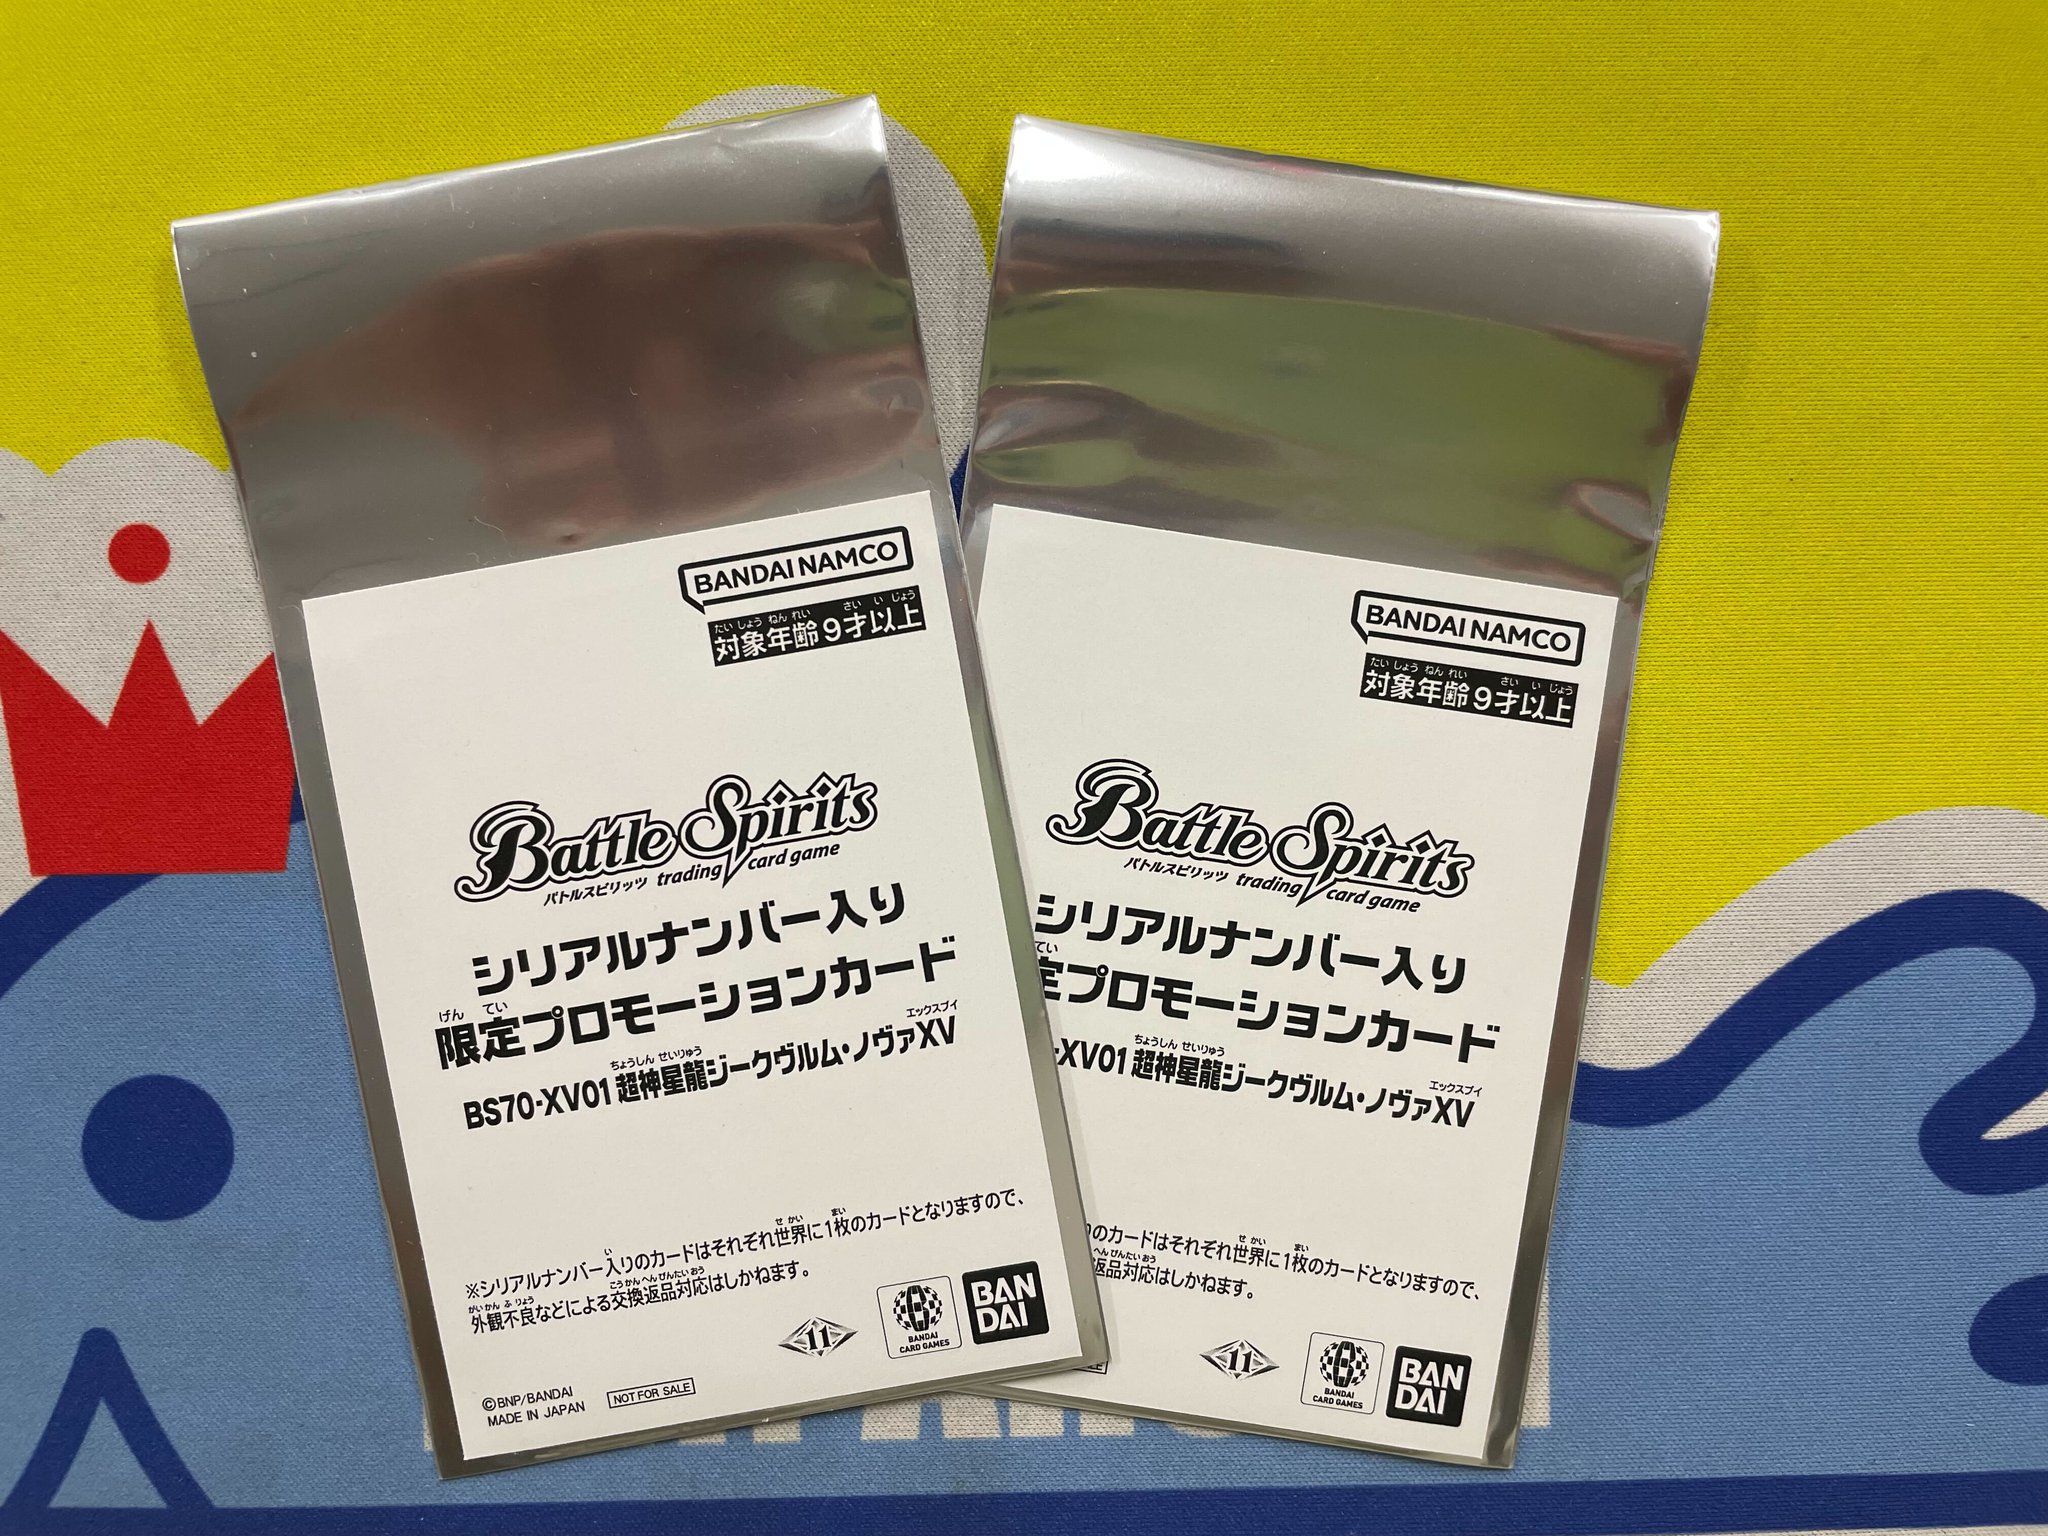 BANDAI NAMCO
たいしょうねんれい さい いじょう
対象年齢9才以上
Battle Spirits
バトルスピリッツ trading card game
シリアルナンバー入り
げん てい
限定プロモーションカード
エックスブイ
ちょうしん せいりゅう
BS70-XV01 超神星龍ジークヴルム・ノヴァXV
い せ かい まい
※シリアルナンバー入りのカードはそれぞれ世界に1枚のカードとなりますので、
がいかん ふりょう こうかんへんぴんたいおう
外観不良などによる交換返品対応はしかねます。
11
BANDAI
CARD GAMES
BAN
DAI
©BNP/BANDAI
MADE IN JAPAN
NOT FOR SALE
BANDAI NAMCO
たいしょう ねんれい さい いじょう
対象年齢9才以上
Battle Spirits
バトルスピリッツ trading card game
シリアルナンバー入り
てい
定プロモーションカード
エックスブイ
ちょうしん せいりゅう
-XV01 超神星龍ジークヴルム・ノヴァXV
せ かい まい
のカードはそれぞれ世界に1枚のカードとなりますので、
へんぴんたいおう
返品対応はしかねます。
11
BANDAI
CARD GAMES
BAN
DAI